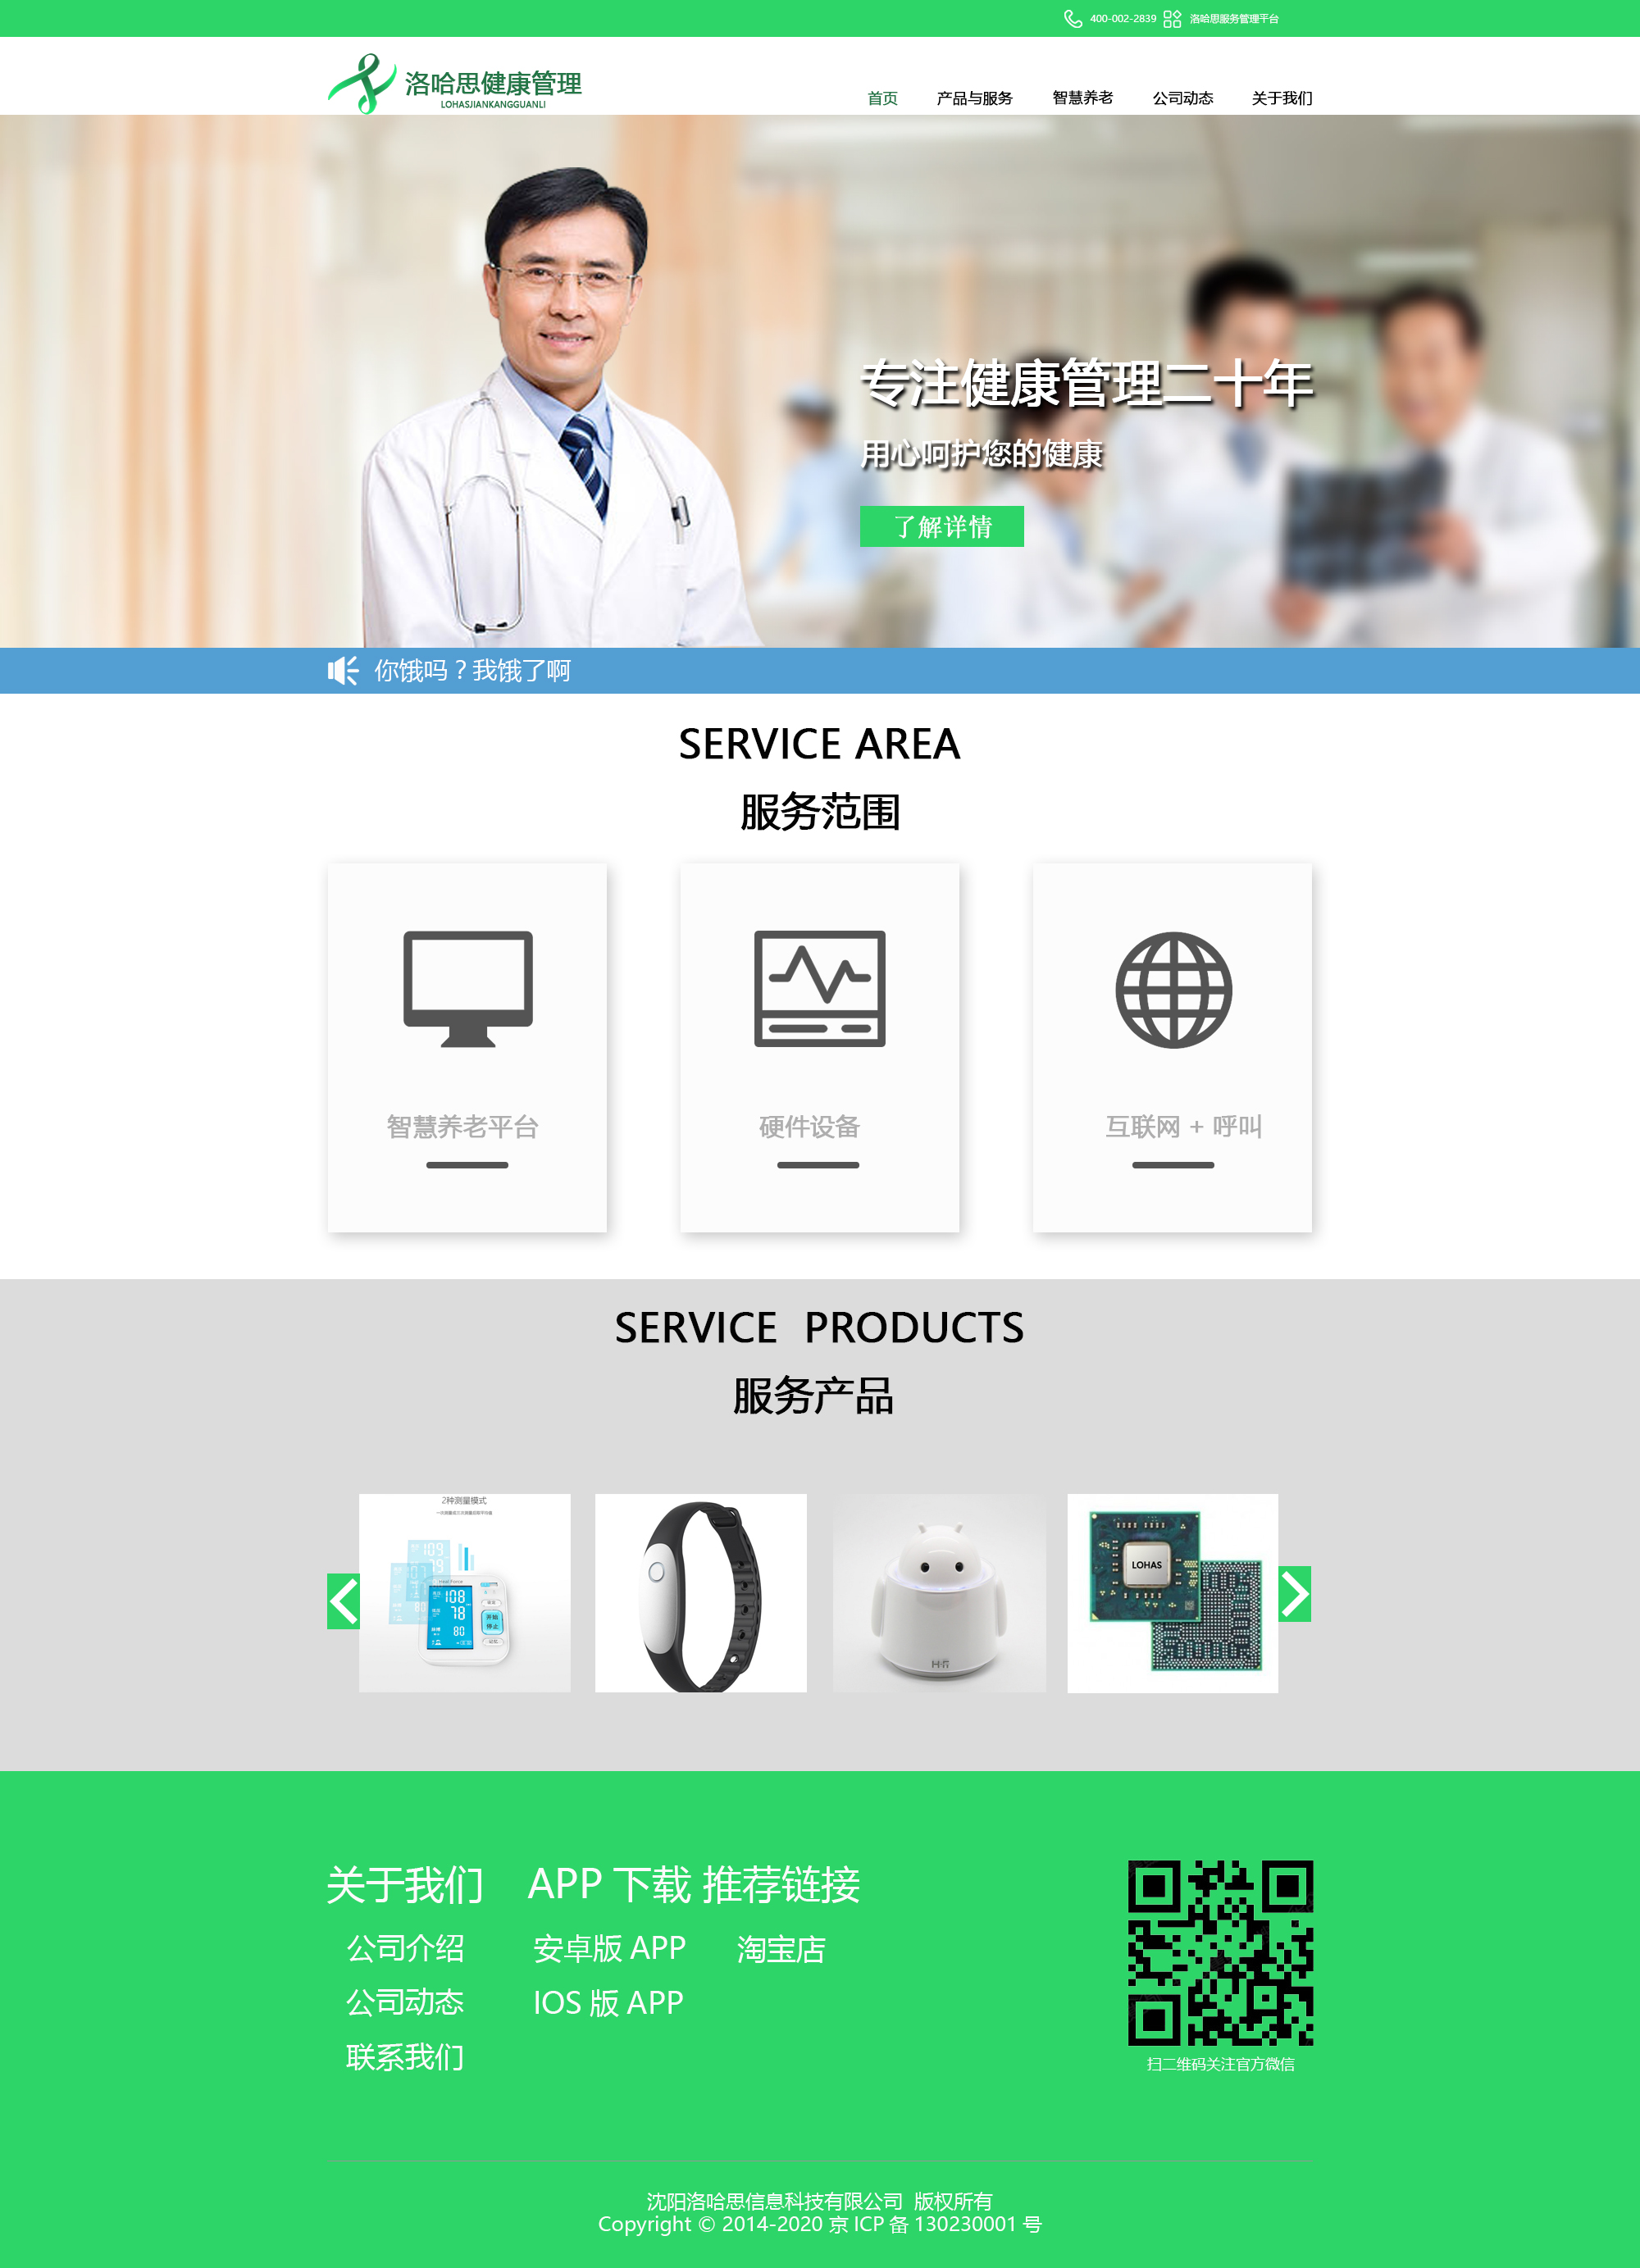 400-002-2839 洛哈思服务管理平台
洛哈思健康管理
LOHASJIANKANGGUANLI
首页 产品与服务 智慧养老 公司动态 关于我们
专注健康管理二十年
用心呵护您的健康
了解详情
你饿吗？我饿了啊
SERVICE AREA
服务范围
智慧养老平台 硬件设备 互联网 + 呼叫
SERVICE PRODUCTS
服务产品
2种测量模式
108
78
80
开始
停止
LOHAS
关于我们 APP 下载 推荐链接
公司介绍 安卓版 APP 淘宝店
公司动态 IOS 版 APP
联系我们
扫二维码关注官方微信
沈阳洛哈思信息科技有限公司 版权所有
Copyright © 2014-2020 京 ICP 备 130230001 号